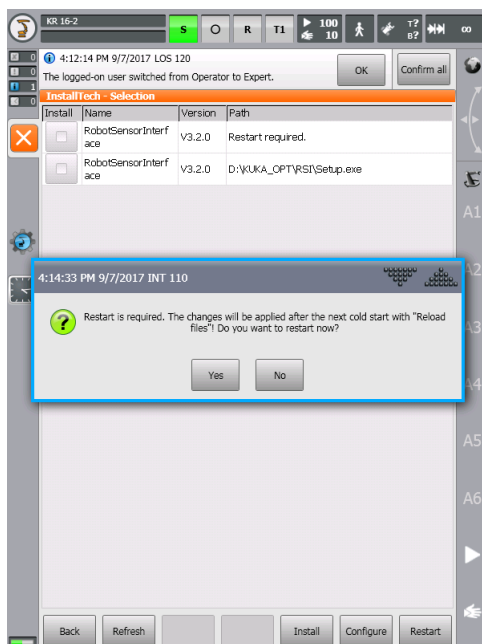 KR 16-2
S O R T1 100 10 T? B? ∞
0 4:12:14 PM 9/7/2017 LOS 120
0 The logged-on user switched from Operator to Expert. OK Confirm all
1
0
InstallTech - Selection
Install Name Version Path
RobotSensorInterf
ace V3.2.0 Restart required.
RobotSensorInterf
ace V3.2.0 D:\KUKA_OPT\RSI\Setup.exe
A1
4:14:33 PM 9/7/2017 INT 110
A2
Restart is required. The changes will be applied after the next cold start with "Reload
files"! Do you want to restart now?
A3
Yes No
A4
A5
A6
Back Refresh Install Configure Restart